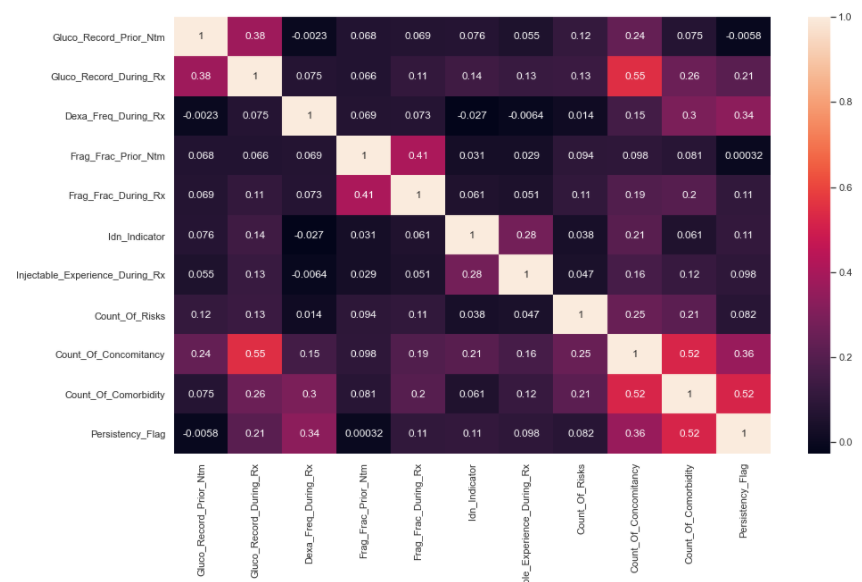 1.0
Gluco_Record_Prior_Ntm 1 0.38 -0.0023 0.068 0.069 0.076 0.055 0.12 0.24 0.075 -0.0058
Gluco_Record_During_Rx 0.38 1 0.075 0.066 0.11 0.14 0.13 0.13 0.55 0.26 0.21
0.8
Dexa_Freq_During_Rx -0.0023 0.075 1 0.069 0.073 -0.027 -0.0064 0.014 0.15 0.3 0.34
Frag_Frac_Prior_Ntm 0.068 0.066 0.069 1 0.41 0.031 0.029 0.094 0.098 0.081 0.00032
0.6
Frag_Frac_During_Rx 0.069 0.11 0.073 0.41 1 0.061 0.051 0.11 0.19 0.2 0.11
Idn_Indicator 0.076 0.14 -0.027 0.031 0.061 1 0.28 0.038 0.21 0.061 0.11
0.4
Injectable_Experience_During_Rx 0.055 0.13 -0.0064 0.029 0.051 0.28 1 0.047 0.16 0.12 0.098
Count_Of_Risks 0.12 0.13 0.014 0.094 0.11 0.038 0.047 1 0.25 0.21 0.082
Count_Of_Concomitancy 0.24 0.55 0.15 0.098 0.19 0.21 0.16 0.25 1 0.52 0.36
0.2
Count_Of_Comorbidity 0.075 0.26 0.3 0.081 0.2 0.061 0.12 0.21 0.52 1 0.52
Persistency_Flag -0.0058 0.21 0.34 0.00032 0.11 0.11 0.098 0.082 0.36 0.52 1
0.0
Gluco_Record_Prior_Ntm
Gluco_Record_During_Rx
Dexa_Freq_During_Rx
Frag_Frac_Prior_Ntm
Frag_Frac_During_Rx
Idn_Indicator
ble_Experience_During_Rx
Count_Of_Risks
Count_Of_Concomitancy
Count_Of_Comorbidity
Persistency_Flag